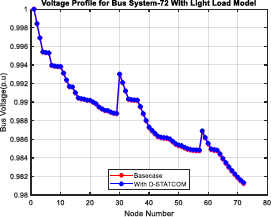 Voltage Profile for Bus System-72 With Light Load Model
1
0.998
0.996
0.994
0.992
0.99
0.988
0.986
0.984
0.982
0.98
Bus Voltage(p.u)
Basecase
With D-STATCOM
0 10 20 30 40 50 60 70 80
Node Number